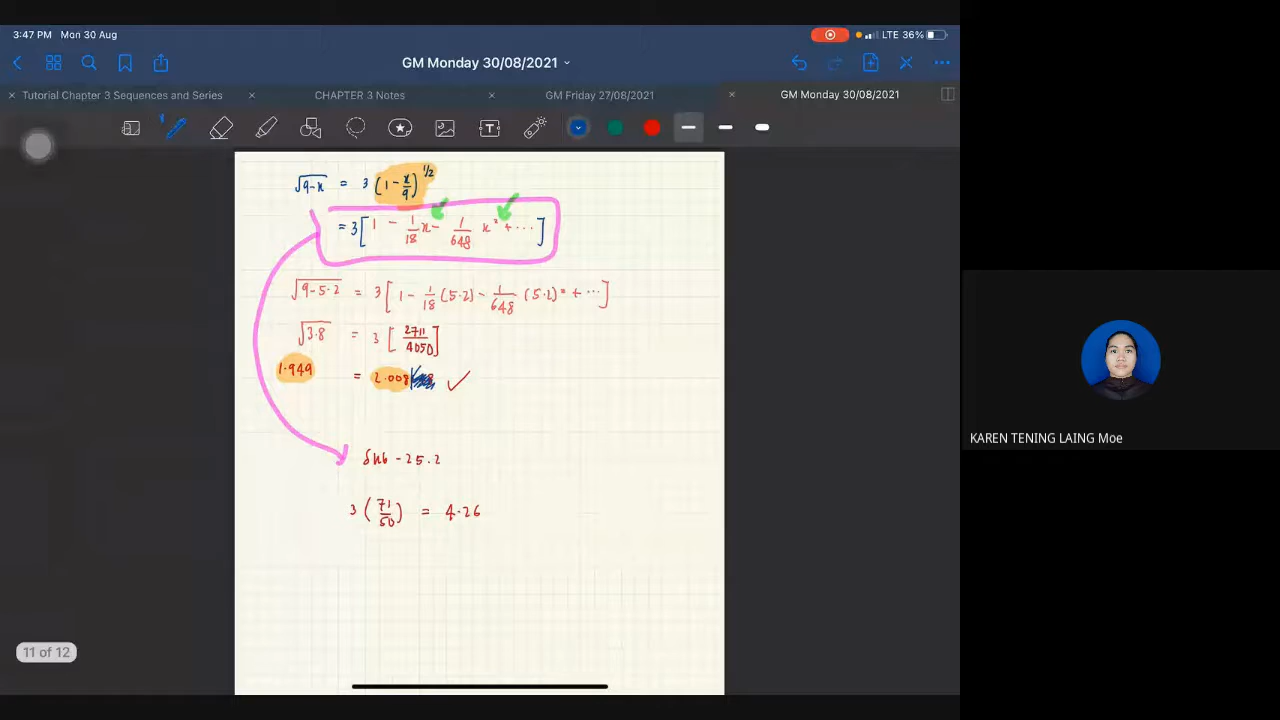 3:47 PM Mon 30 Aug
LTE 36%
GM Monday 30/08/2021
Tutorial Chapter 3 Sequences and Series
CHAPTER 3 Notes
GM Friday 27/08/2021
GM Monday 30/08/2021
√(9-x) = 3 (1 - x/9)^1/2
= 3[1 - 1/18 x - 1/648 x² + ...]
√(9-5.2) = 3[1 - 1/18 (5.2) - 1/648 (5.2)² + ...]
√3.8 = 3 [2711/4050]
1.949 = 2.008 ✓
sub -25.2
3 (71/50) = 4.26
11 of 12
KAREN TENING LAING Moe